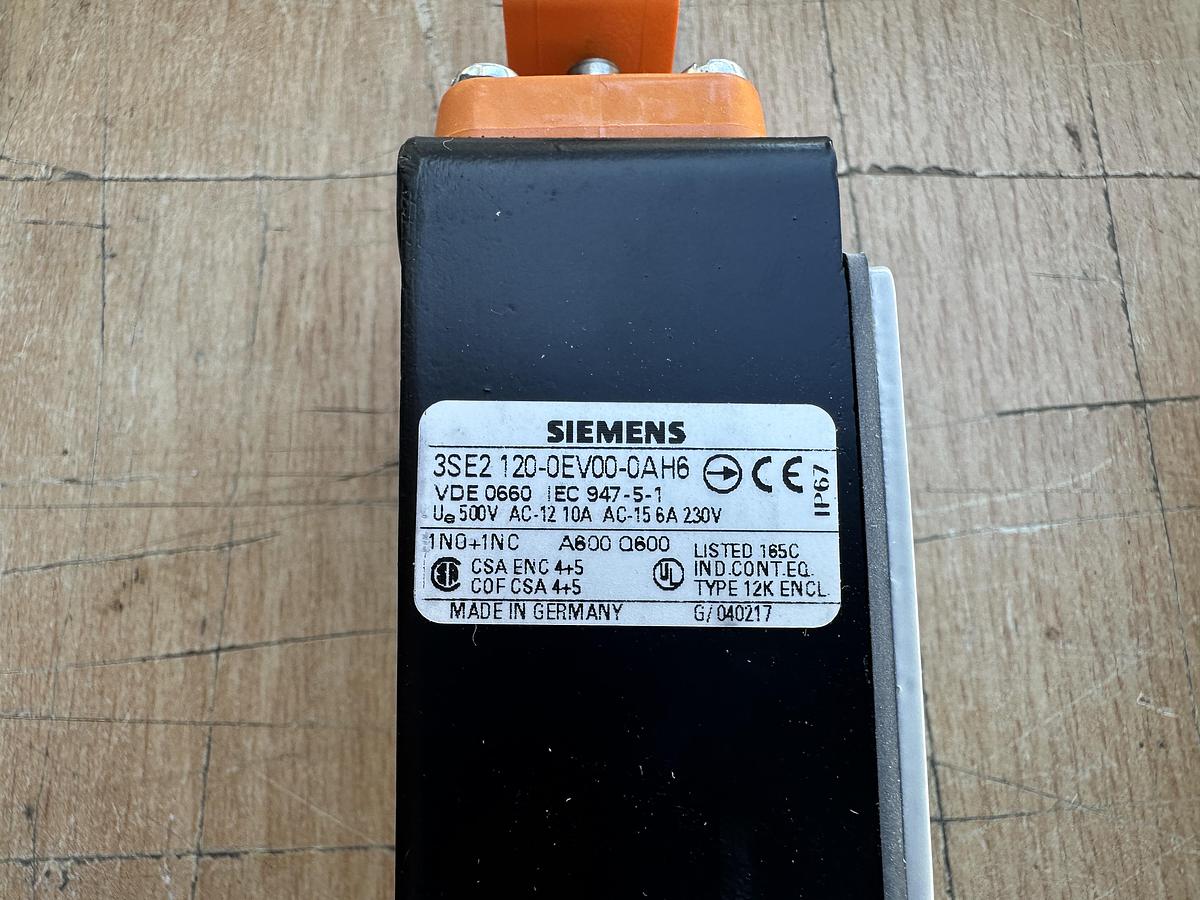 SIEMENS
3SE2 120-0EV00-0AH6 CE IP67
VDE 0660 IEC 947-5-1
Ue 500V AC-12 10A AC-15 6A 230V
1NO+1NC A600 Q600
LISTED 165C
CSA ENC 4+5 UL IND.CONT.EQ.
COF CSA 4+5 TYPE 12K ENCL.
MADE IN GERMANY G/040217